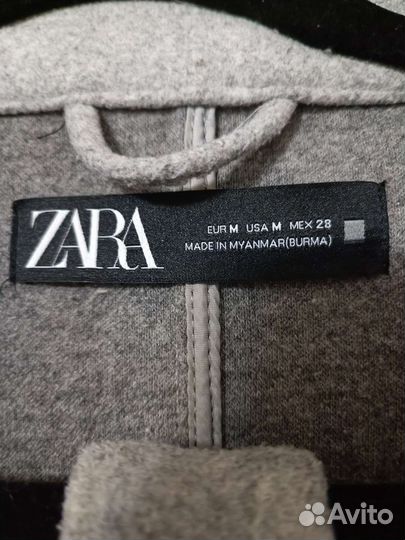 ZARA
EUR M USA M MEX 28
MADE IN MYANMAR(BURMA)
Avito